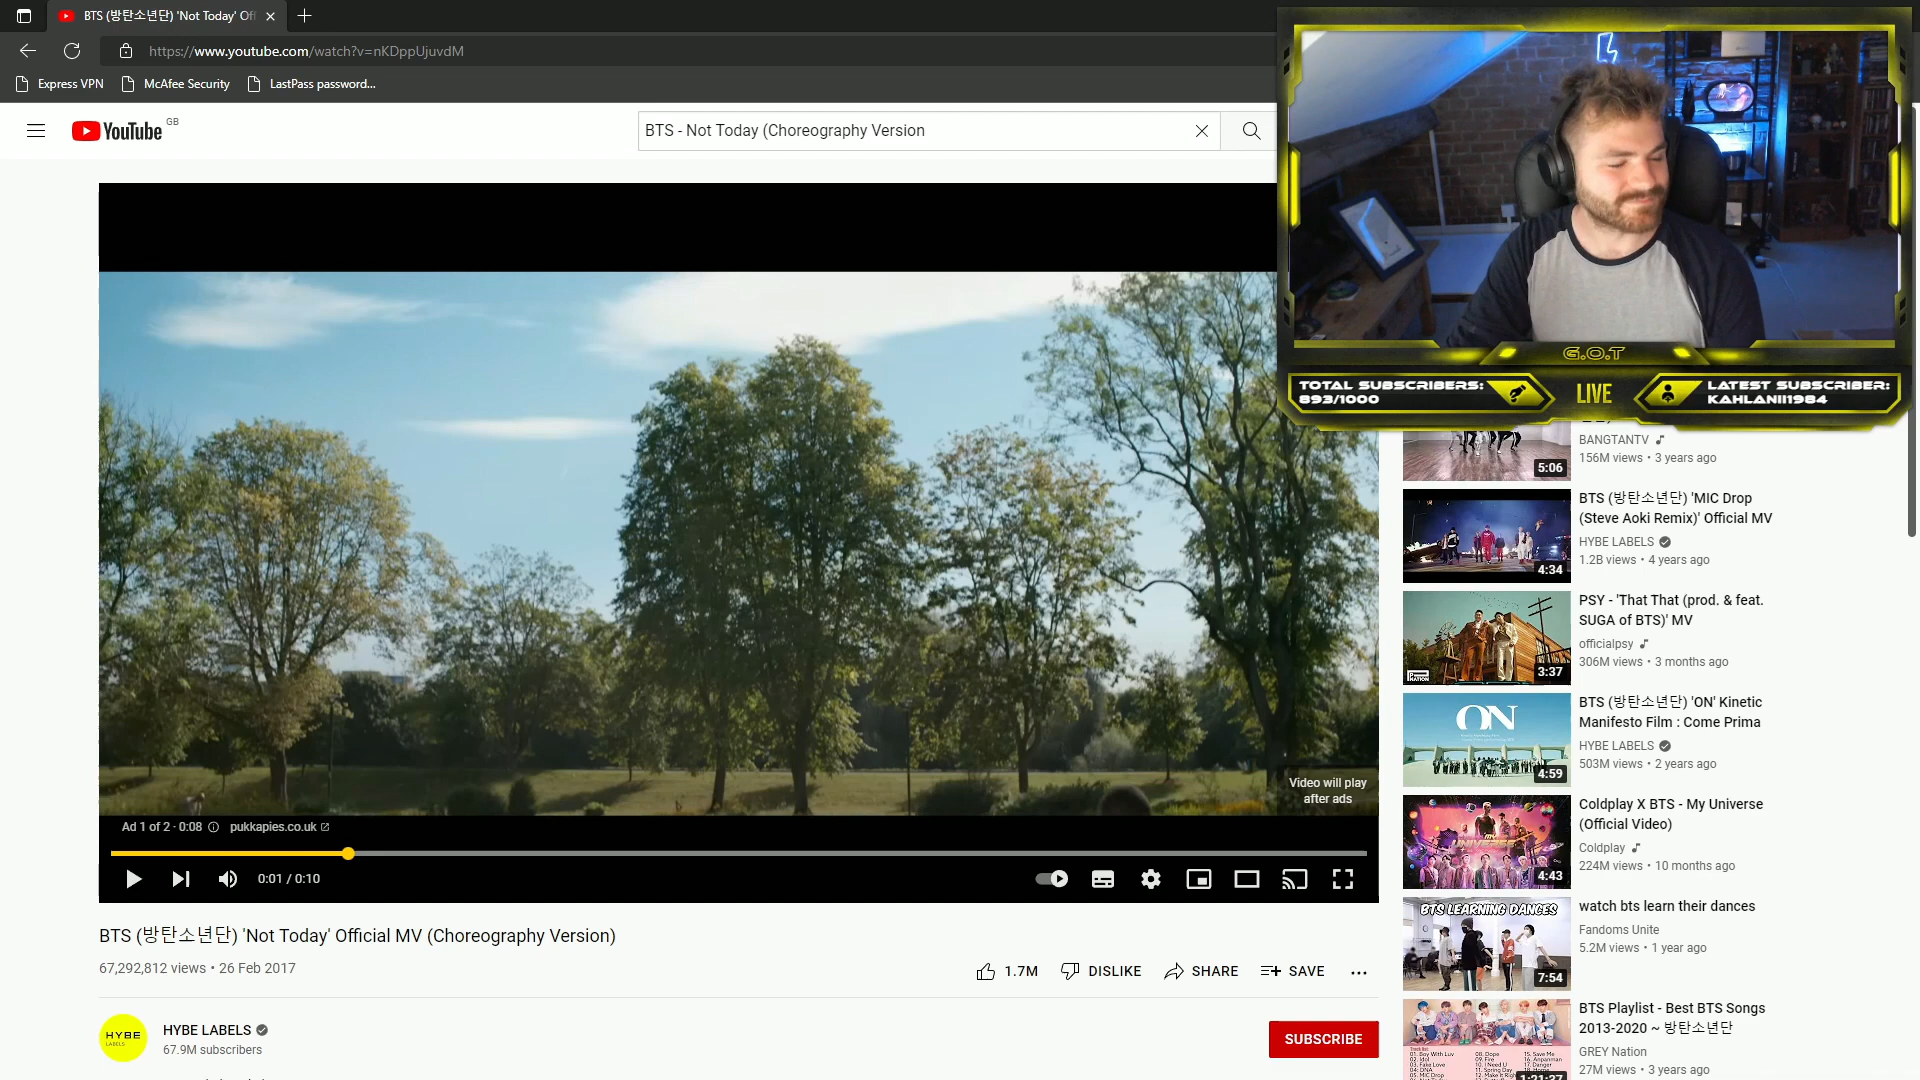 BTS (방탄소년단) 'Not Today' Off
https://www.youtube.com/watch?v=nKDppUjuvdM
Express VPN
McAfee Security
LastPass password...
YouTube GB
BTS - Not Today (Choreography Version
G.O.T
TOTAL SUBSCRIBERS:
893/1000
LIVE
LATEST SUBSCRIBER:
KAHLANII1984
Video will play
after ads
Ad 1 of 2 · 0:08
pukkapies.co.uk
0:01 / 0:10
BTS (방탄소년단) 'Not Today' Official MV (Choreography Version)
67,292,812 views • 26 Feb 2017
1.7M
DISLIKE
SHARE
SAVE
HYBE
LABELS
HYBE LABELS
67.9M subscribers
SUBSCRIBE
5:06
BANGTANTV
156M views • 3 years ago
4:34
BTS (방탄소년단) 'MIC Drop
(Steve Aoki Remix)' Official MV
HYBE LABELS
1.2B views • 4 years ago
3:37
PSY - 'That That (prod. & feat.
SUGA of BTS)' MV
officialpsy
306M views • 3 months ago
ON
4:59
BTS (방탄소년단) 'ON' Kinetic
Manifesto Film : Come Prima
HYBE LABELS
503M views • 2 years ago
UNIVERSE
4:43
Coldplay X BTS - My Universe
(Official Video)
Coldplay
224M views • 10 months ago
BTS LEARNING DANCES
7:54
watch bts learn their dances
Fandoms Unite
5.2M views • 1 year ago
1:21:27
BTS Playlist - Best BTS Songs
2013-2020 ~ 방탄소년단
GREY Nation
27M views • 3 years ago